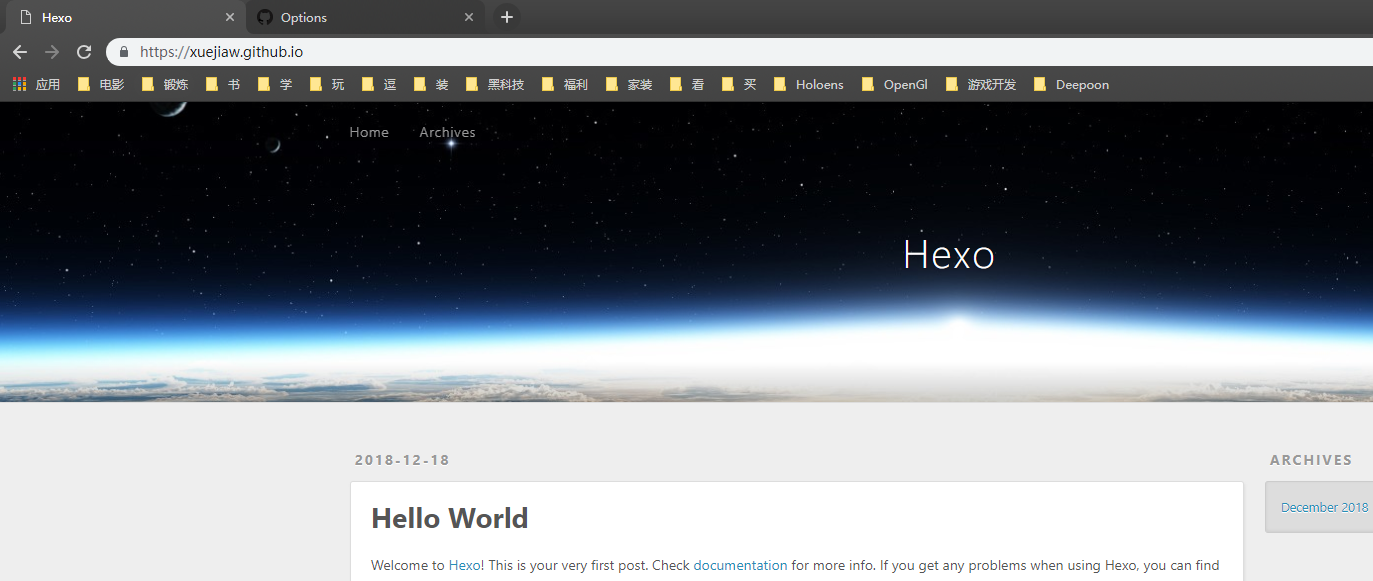 Hexo
Options
https://xuejiaw.github.io
应用 电影 锻炼 书 学 玩 逗 装 黑科技 福利 家装 看 买 Holoens OpenGl 游戏开发 Deepoon
Home Archives
Hexo
2018-12-18
ARCHIVES
Hello World
December 2018
Welcome to Hexo! This is your very first post. Check documentation for more info. If you get any problems when using Hexo, you can find